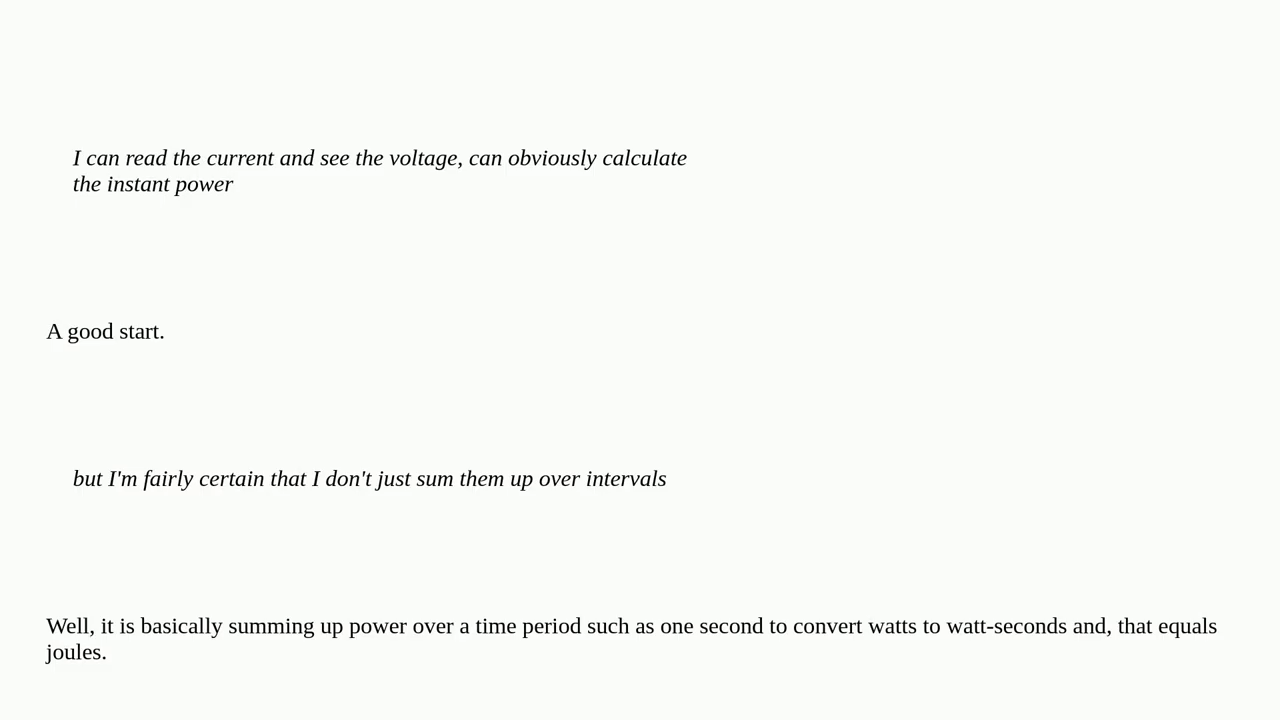 I can read the current and see the voltage, can obviously calculate
the instant power
A good start.
but I'm fairly certain that I don't just sum them up over intervals
Well, it is basically summing up power over a time period such as one second to convert watts to watt-seconds and, that equals
joules.